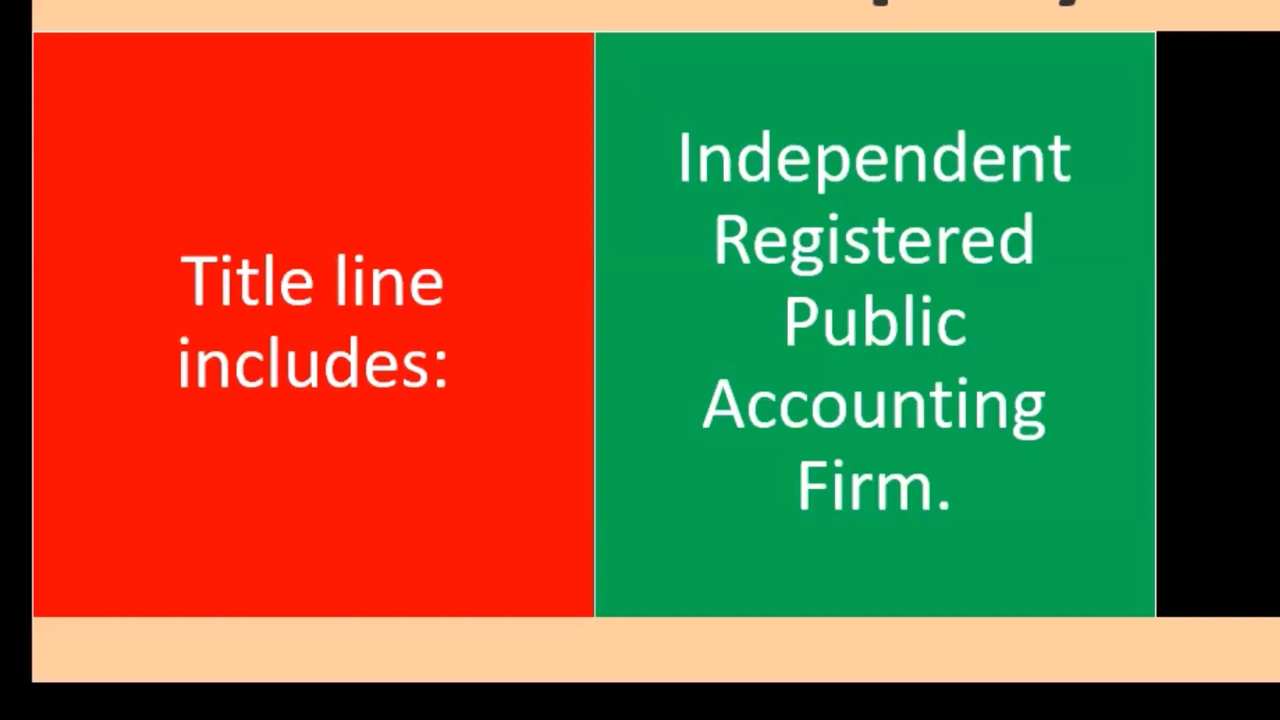 Title line
includes:
Independent
Registered
Public
Accounting
Firm.